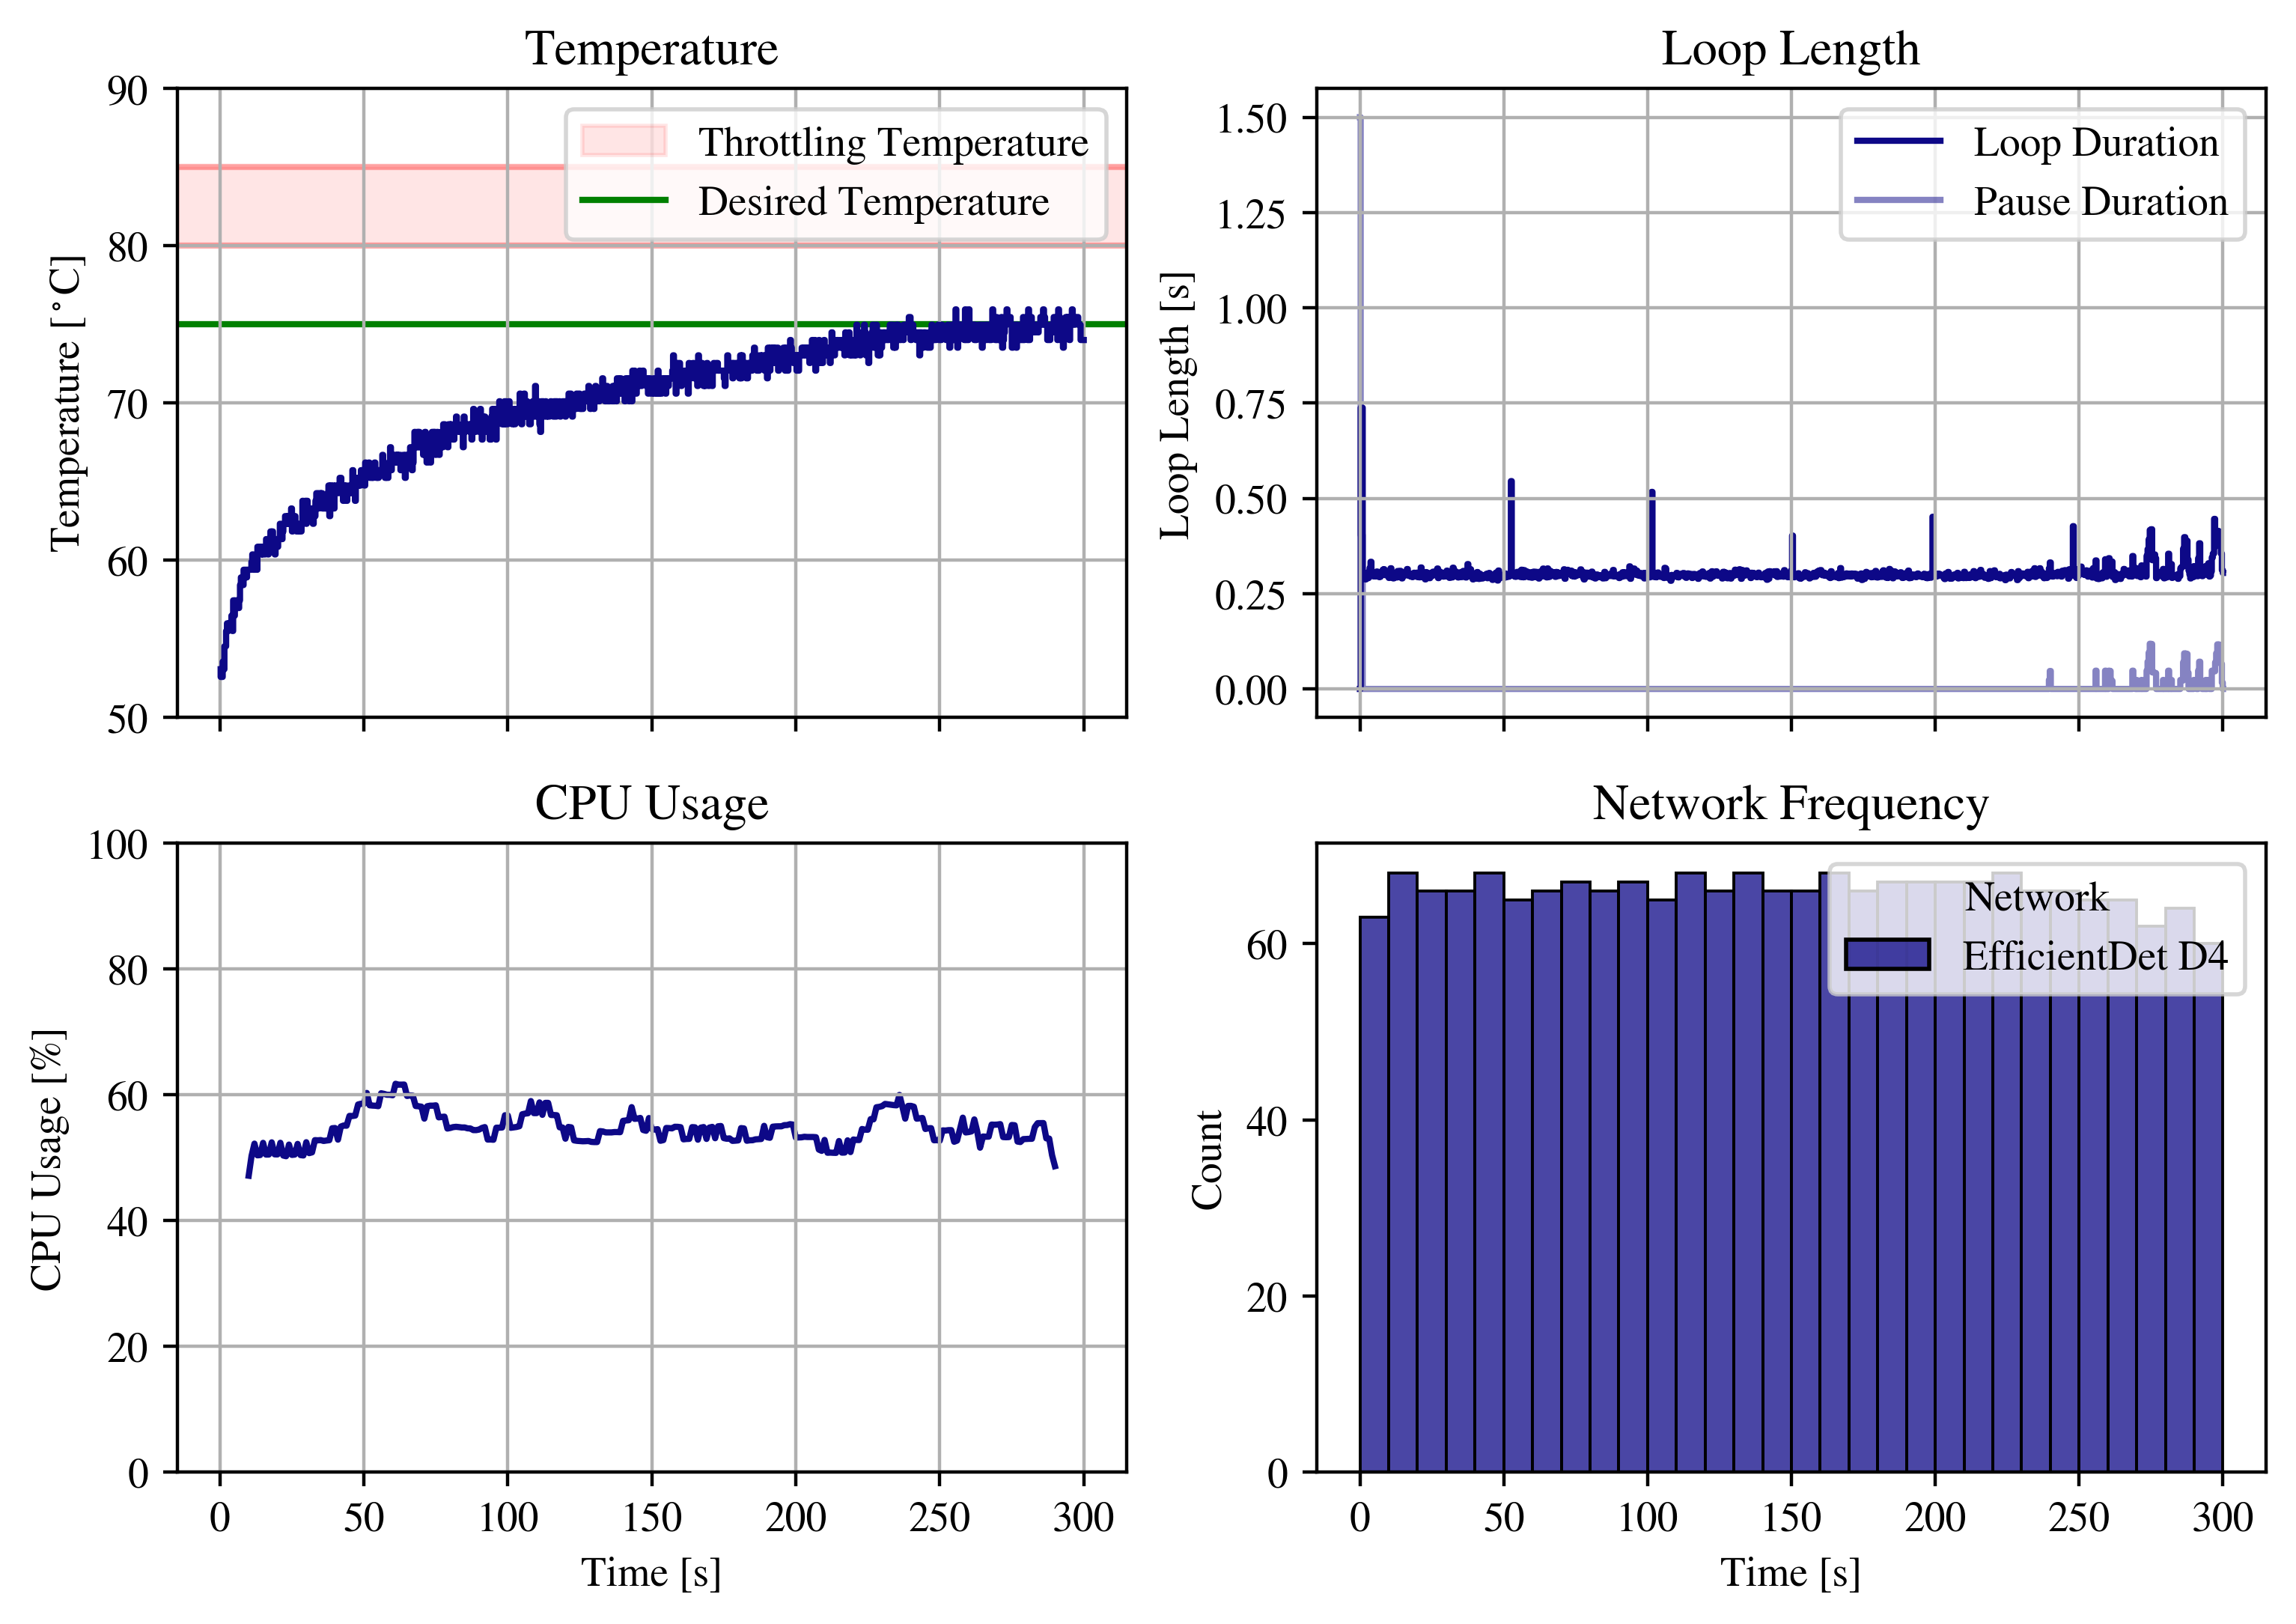 Temperature
90
80
70
60
50
Temperature [°C]
Throttling Temperature
Desired Temperature
Loop Length
1.50
1.25
1.00
0.75
0.50
0.25
0.00
Loop Length [s]
Loop Duration
Pause Duration
CPU Usage
100
80
60
40
20
0
CPU Usage [%]
0 50 100 150 200 250 300
Time [s]
Network Frequency
60
40
20
0
Count
Network
EfficientDet D4
0 50 100 150 200 250 300
Time [s]